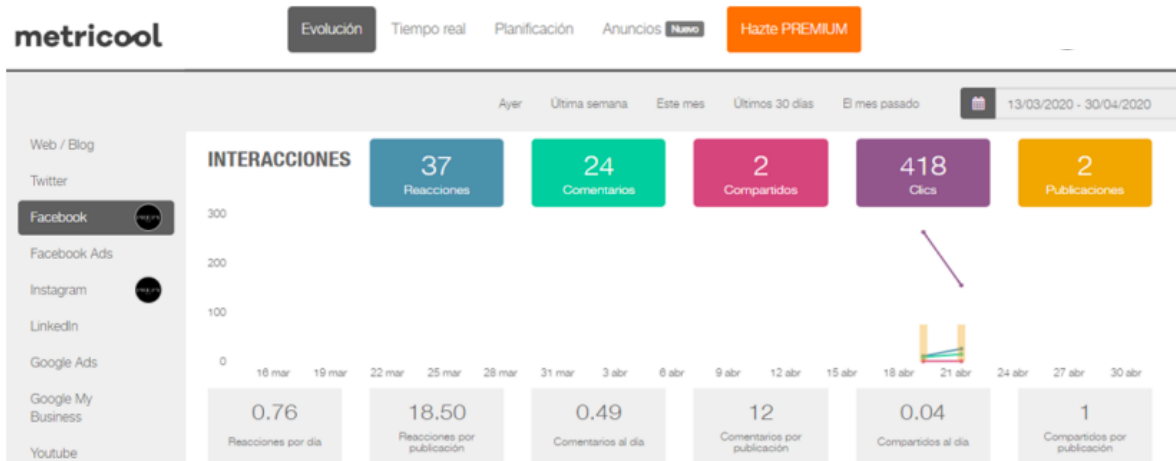 metricool
Evolución Tiempo real Planificación Anuncios Nuevo Hazte PREMIUM
Ayer Última semana Este mes Últimos 30 días El mes pasado 13/03/2020 - 30/04/2020
Web / Blog
Twitter
Facebook
Facebook Ads
Instagram
LinkedIn
Google Ads
Google My
Business
Youtube
INTERACCIONES
37
Reacciones
24
Comentarios
2
Compartidos
418
Clics
2
Publicaciones
300
200
100
0
16 mar 19 mar 22 mar 25 mar 28 mar 31 mar 3 abr 6 abr 9 abr 12 abr 15 abr 18 abr 21 abr 24 abr 27 abr 30 abr
0.76
Reacciones por día
18.50
Reacciones por
publicación
0.49
Comentarios al día
12
Comentarios por
publicación
0.04
Compartidos al día
1
Compartidos por
publicación